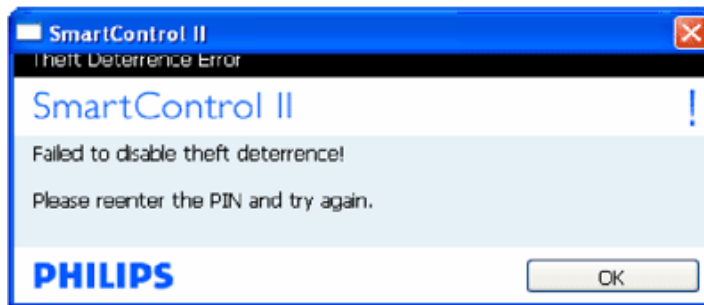 SmartControl II
Theft Deterrence Error
SmartControl II
!
Failed to disable theft deterrence!
Please reenter the PIN and try again.
PHILIPS
OK